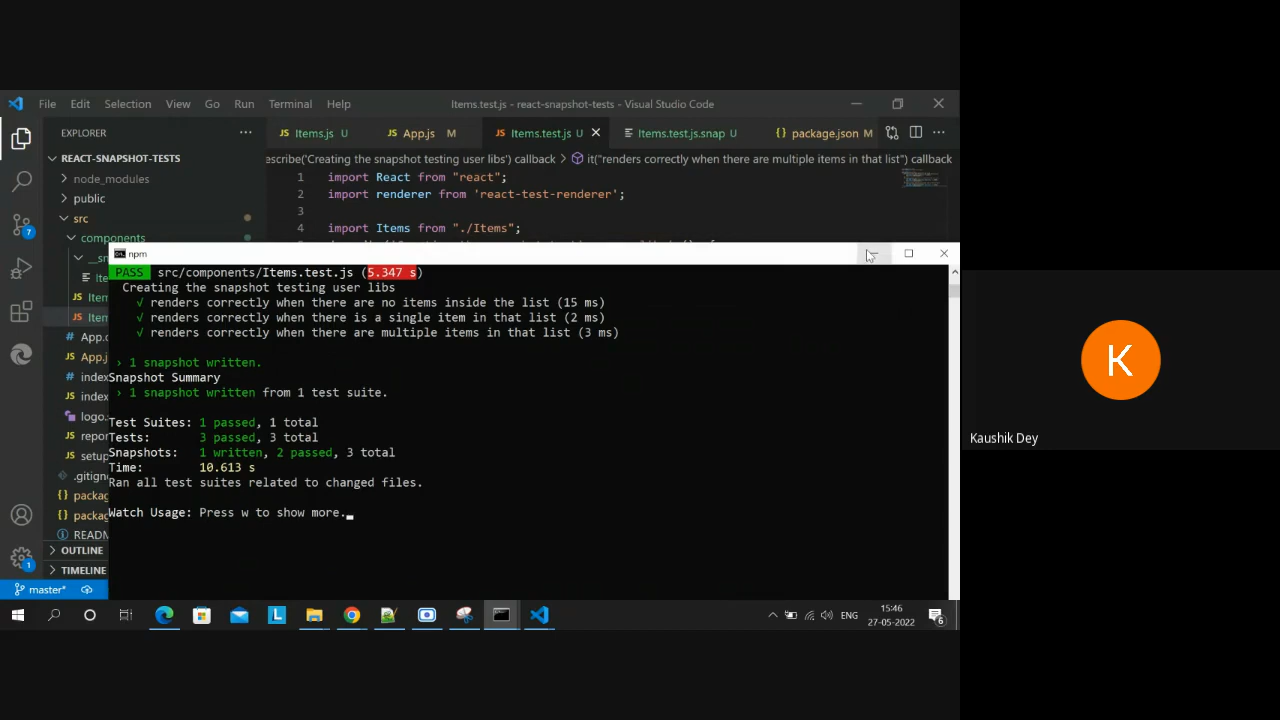 File Edit Selection View Go Run Terminal Help Items.test.js - react-snapshot-tests - Visual Studio Code
EXPLORER
JS Items.js U JS App.js M JS Items.test.js U Items.test.js.snap U {} package.json M
REACT-SNAPSHOT-TESTS
escribe('Creating the snapshot testing user libs') callback > it("renders correctly when there are multiple items in that list") callback
node_modules
public
src
components
1 import React from "react";
2 import renderer from 'react-test-renderer';
3
4 import Items from "./Items";
__sn
Ite
JS Item
JS Item
# App.c
JS App.j
# index
JS index
logo.
JS repor
JS setup
.gitign
{} packag
{} packag
READM
OUTLINE
TIMELINE
7
1
npm
PASS src/components/Items.test.js (5.347 s)
Creating the snapshot testing user libs
√ renders correctly when there are no items inside the list (15 ms)
√ renders correctly when there is a single item in that list (2 ms)
√ renders correctly when there are multiple items in that list (3 ms)
› 1 snapshot written.
Snapshot Summary
› 1 snapshot written from 1 test suite.
Test Suites: 1 passed, 1 total
Tests: 3 passed, 3 total
Snapshots: 1 written, 2 passed, 3 total
Time: 10.613 s
Ran all test suites related to changed files.
Watch Usage: Press w to show more.
master*
L
ENG
15:46
27-05-2022
6
K
Kaushik Dey